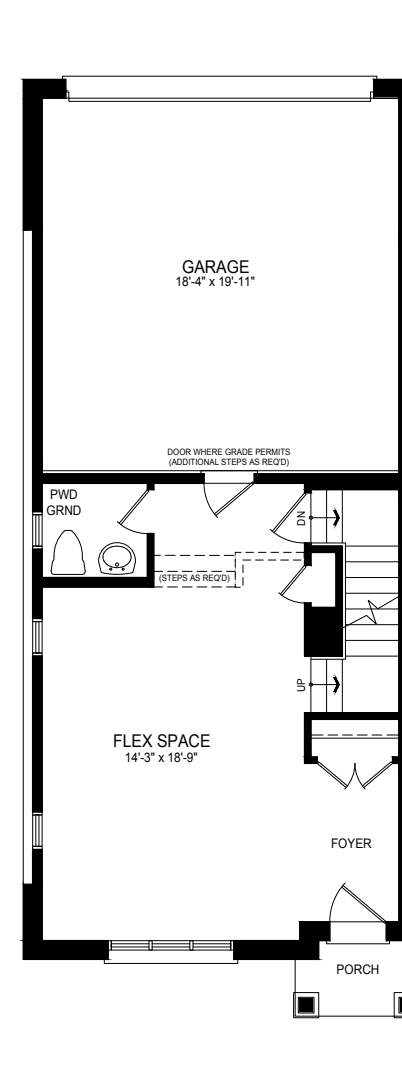 GARAGE
18'-4" x 19'-11"
DOOR WHERE GRADE PERMITS
(ADDITIONAL STEPS AS REQ'D)
PWD
GRND
DN
(STEPS AS REQ'D)
UP
FLEX SPACE
14'-3" x 18'-9"
FOYER
PORCH